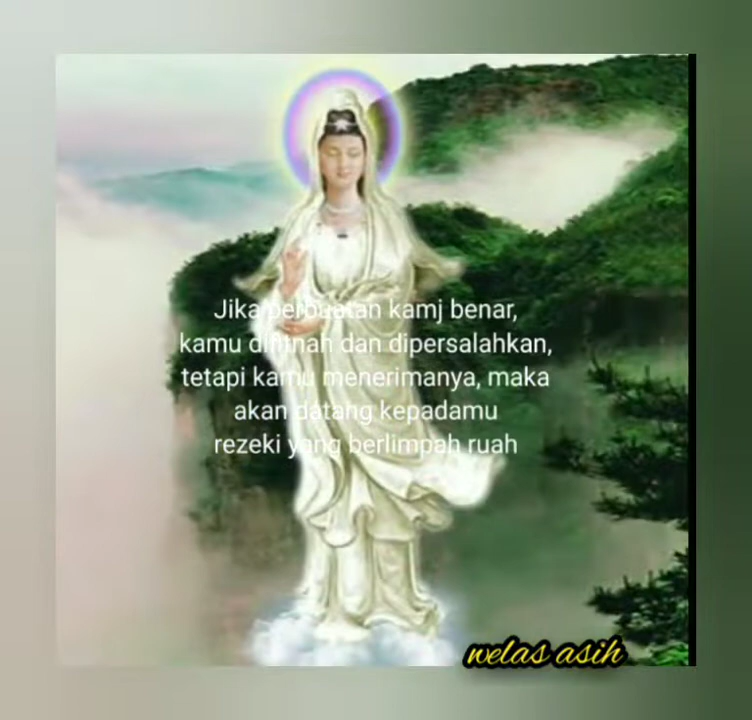 Jika perbuatan kamj benar,
kamu difitnah dan dipersalahkan,
tetapi kamu menerimanya, maka
akan datang kepadamu
rezeki yang berlimpah ruah
welas asih